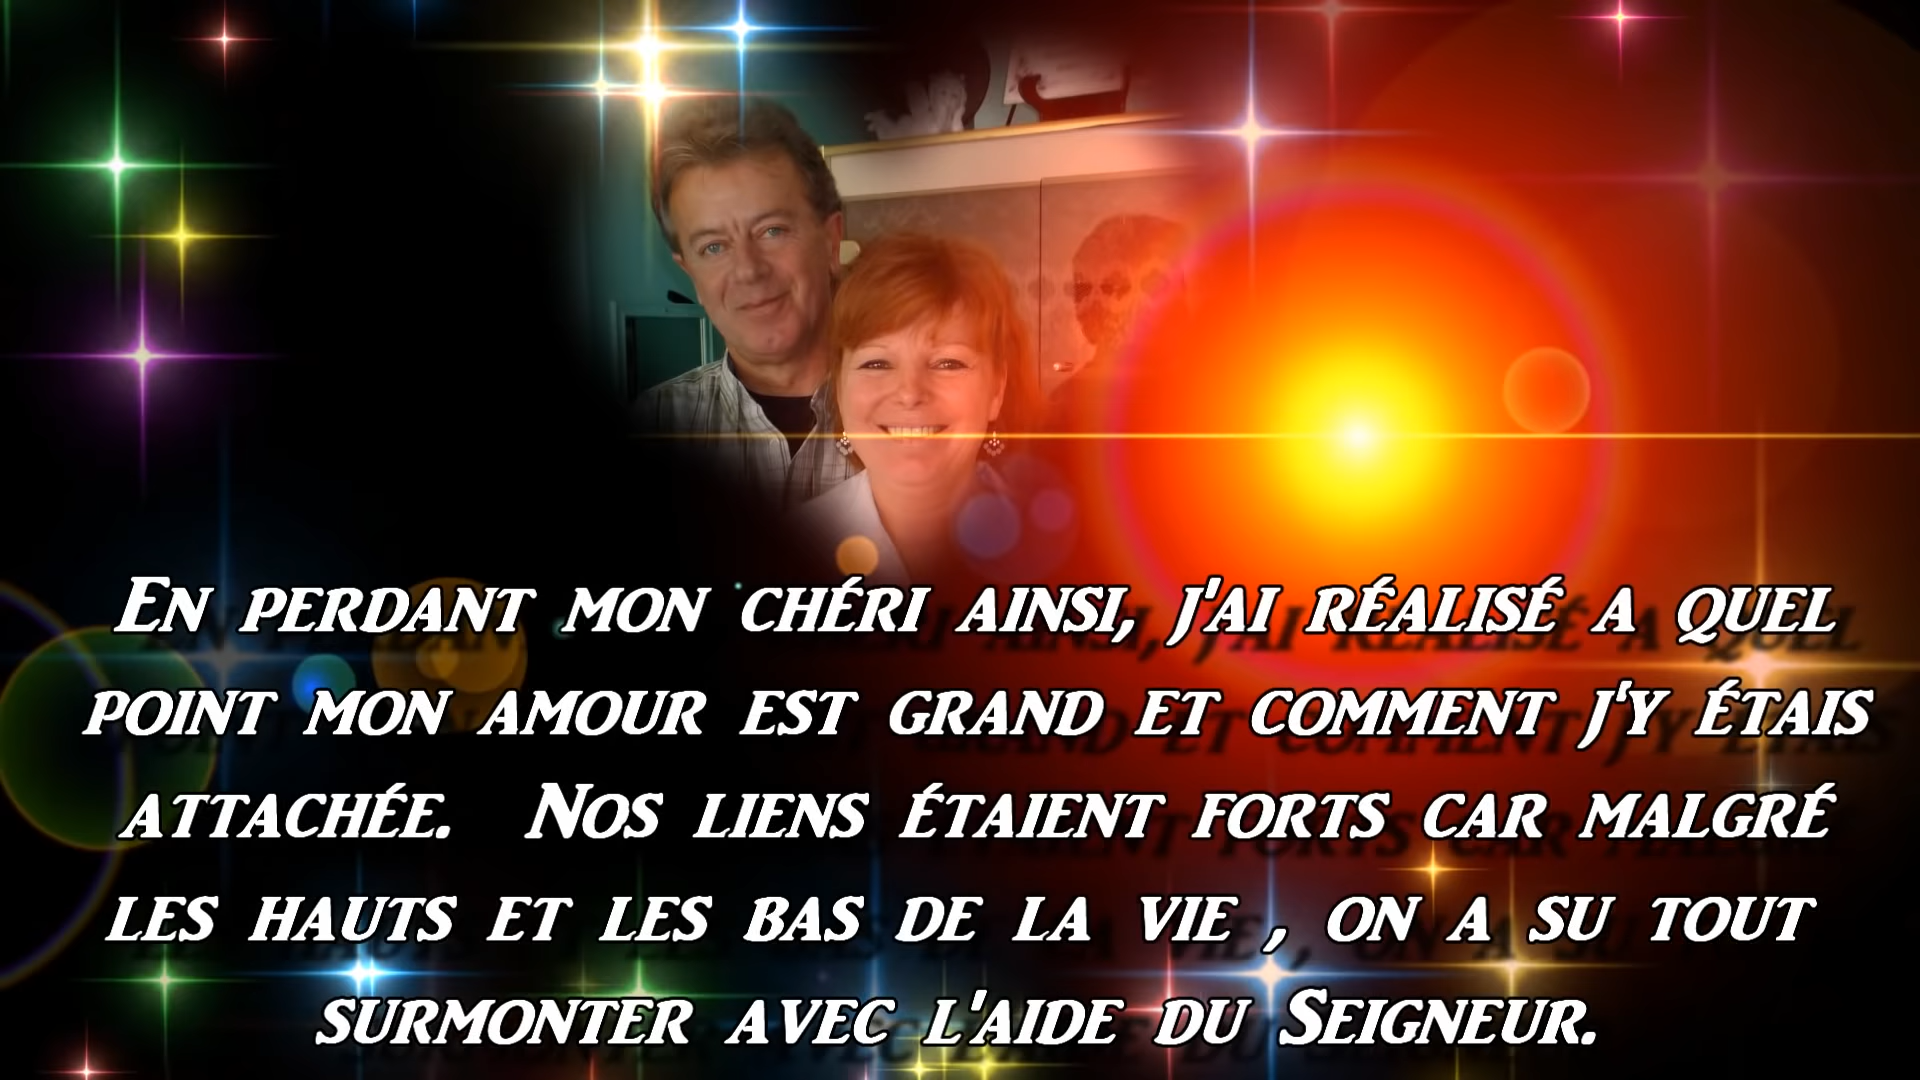 En perdant mon chéri ainsi, j'ai réalisé a quel
point mon amour est grand et comment j'y étais
attachée. Nos liens étaient forts car malgré
les hauts et les bas de la vie , on a su tout
surmonter avec l'aide du Seigneur.